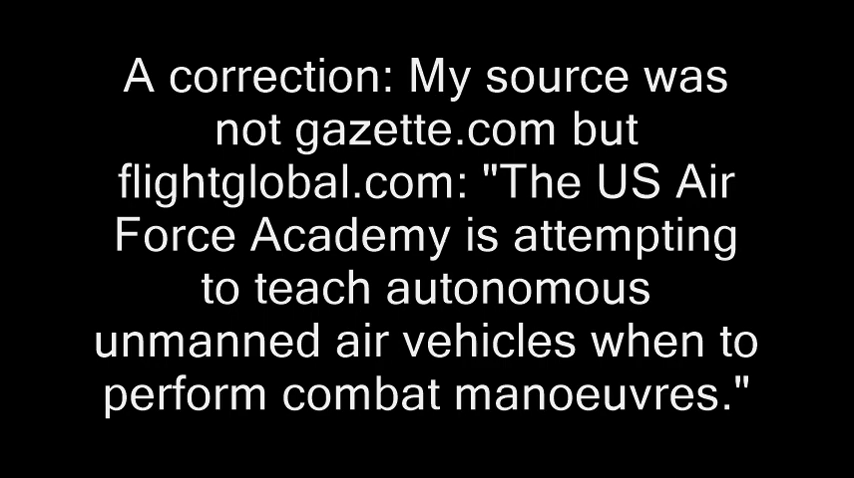 A correction: My source was
not gazette.com but
flightglobal.com: "The US Air
Force Academy is attempting
to teach autonomous
unmanned air vehicles when to
perform combat manoeuvres."